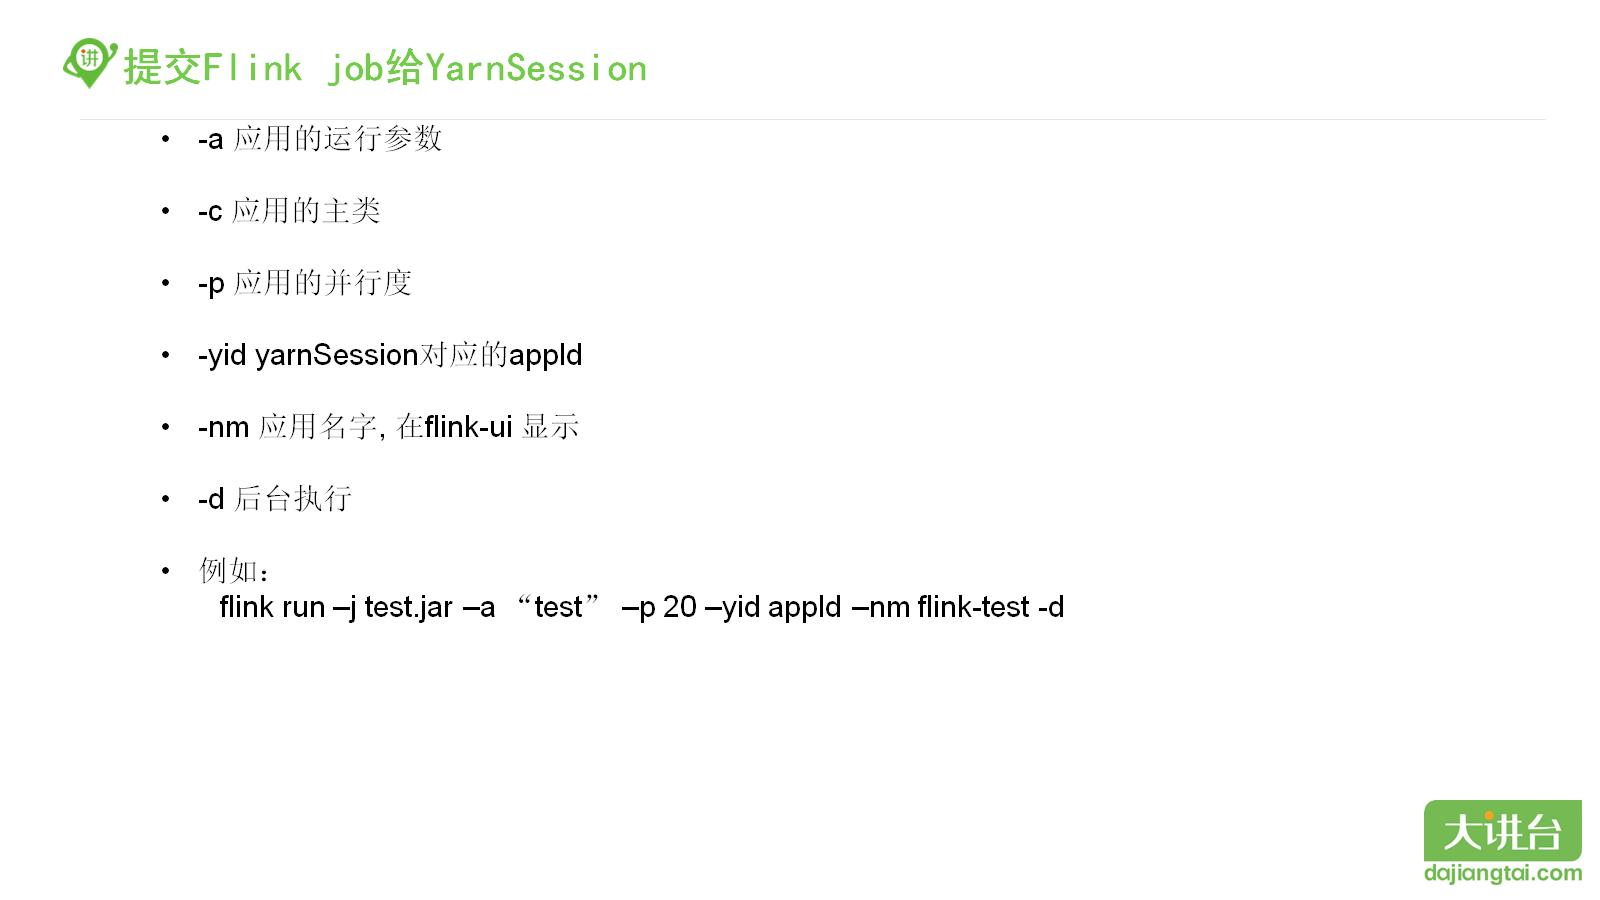 讲
提交Flink job给YarnSession
• -a 应用的运行参数
• -c 应用的主类
• -p 应用的并行度
• -yid yarnSession对应的appId
• -nm 应用名字, 在flink-ui 显示
• -d 后台执行
• 例如：
flink run –j test.jar –a “test” –p 20 –yid appId –nm flink-test -d
大讲台
dajiangtai.com